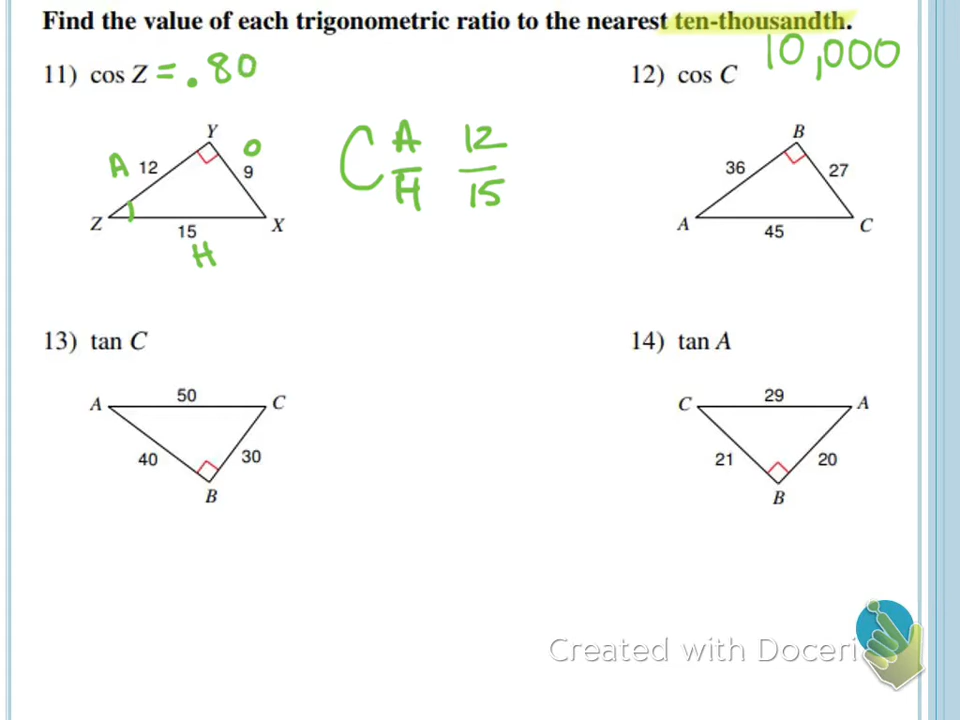 Find the value of each trigonometric ratio to the nearest ten-thousandth.
10,000
11) cos Z = .80
12) cos C
Y
A 12
O
9
Z
15
X
H
C A/H 12/15
B
36
27
A
45
C
13) tan C
14) tan A
A
50
C
40
30
B
C
29
A
21
20
B
Created with Doceri